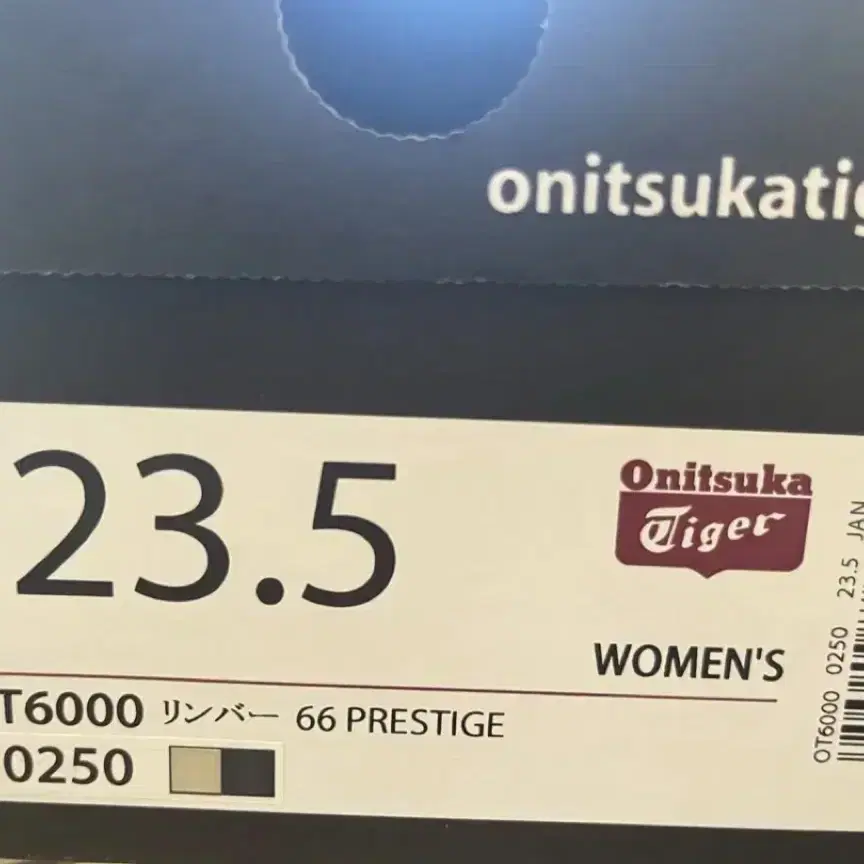 onitsukatig
23.5
Onitsuka
Tiger
WOMEN'S
T6000 リンバー 66 PRESTIGE
0250
OT6000 0250 23.5 JAN